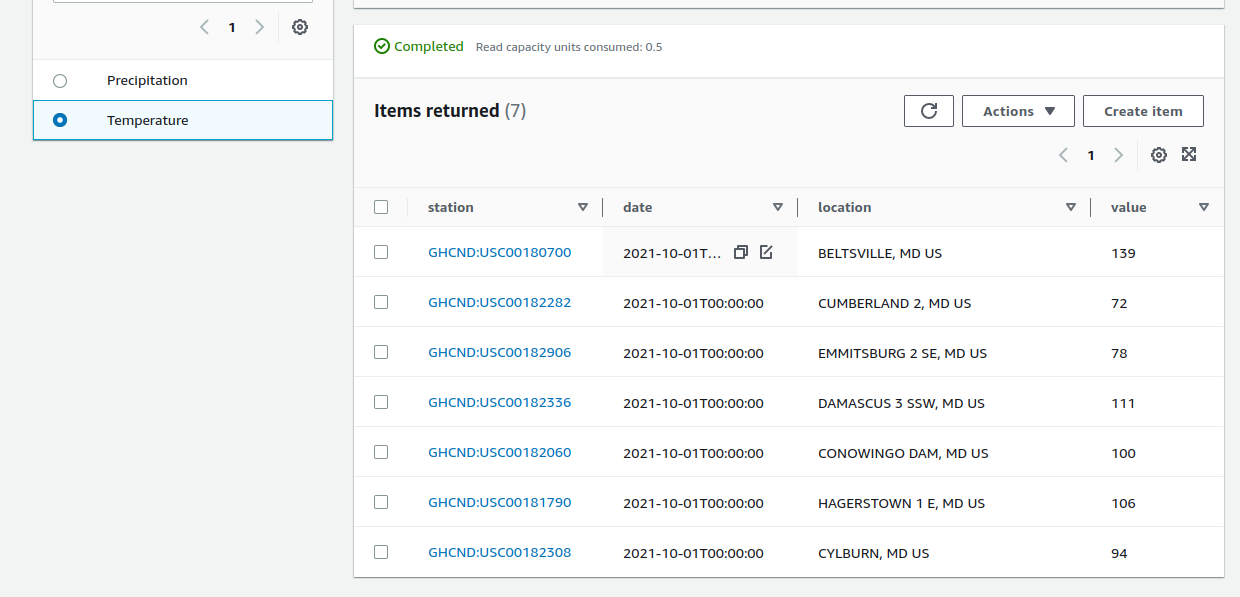 1
Precipitation
Temperature
Completed Read capacity units consumed: 0.5
Items returned (7)
Actions Create item
1
station date location value
GHCND:USC00180700 2021-10-01T... BELTSVILLE, MD US 139
GHCND:USC00182282 2021-10-01T00:00:00 CUMBERLAND 2, MD US 72
GHCND:USC00182906 2021-10-01T00:00:00 EMMITSBURG 2 SE, MD US 78
GHCND:USC00182336 2021-10-01T00:00:00 DAMASCUS 3 SSW, MD US 111
GHCND:USC00182060 2021-10-01T00:00:00 CONOWINGO DAM, MD US 100
GHCND:USC00181790 2021-10-01T00:00:00 HAGERSTOWN 1 E, MD US 106
GHCND:USC00182308 2021-10-01T00:00:00 CYLBURN, MD US 94